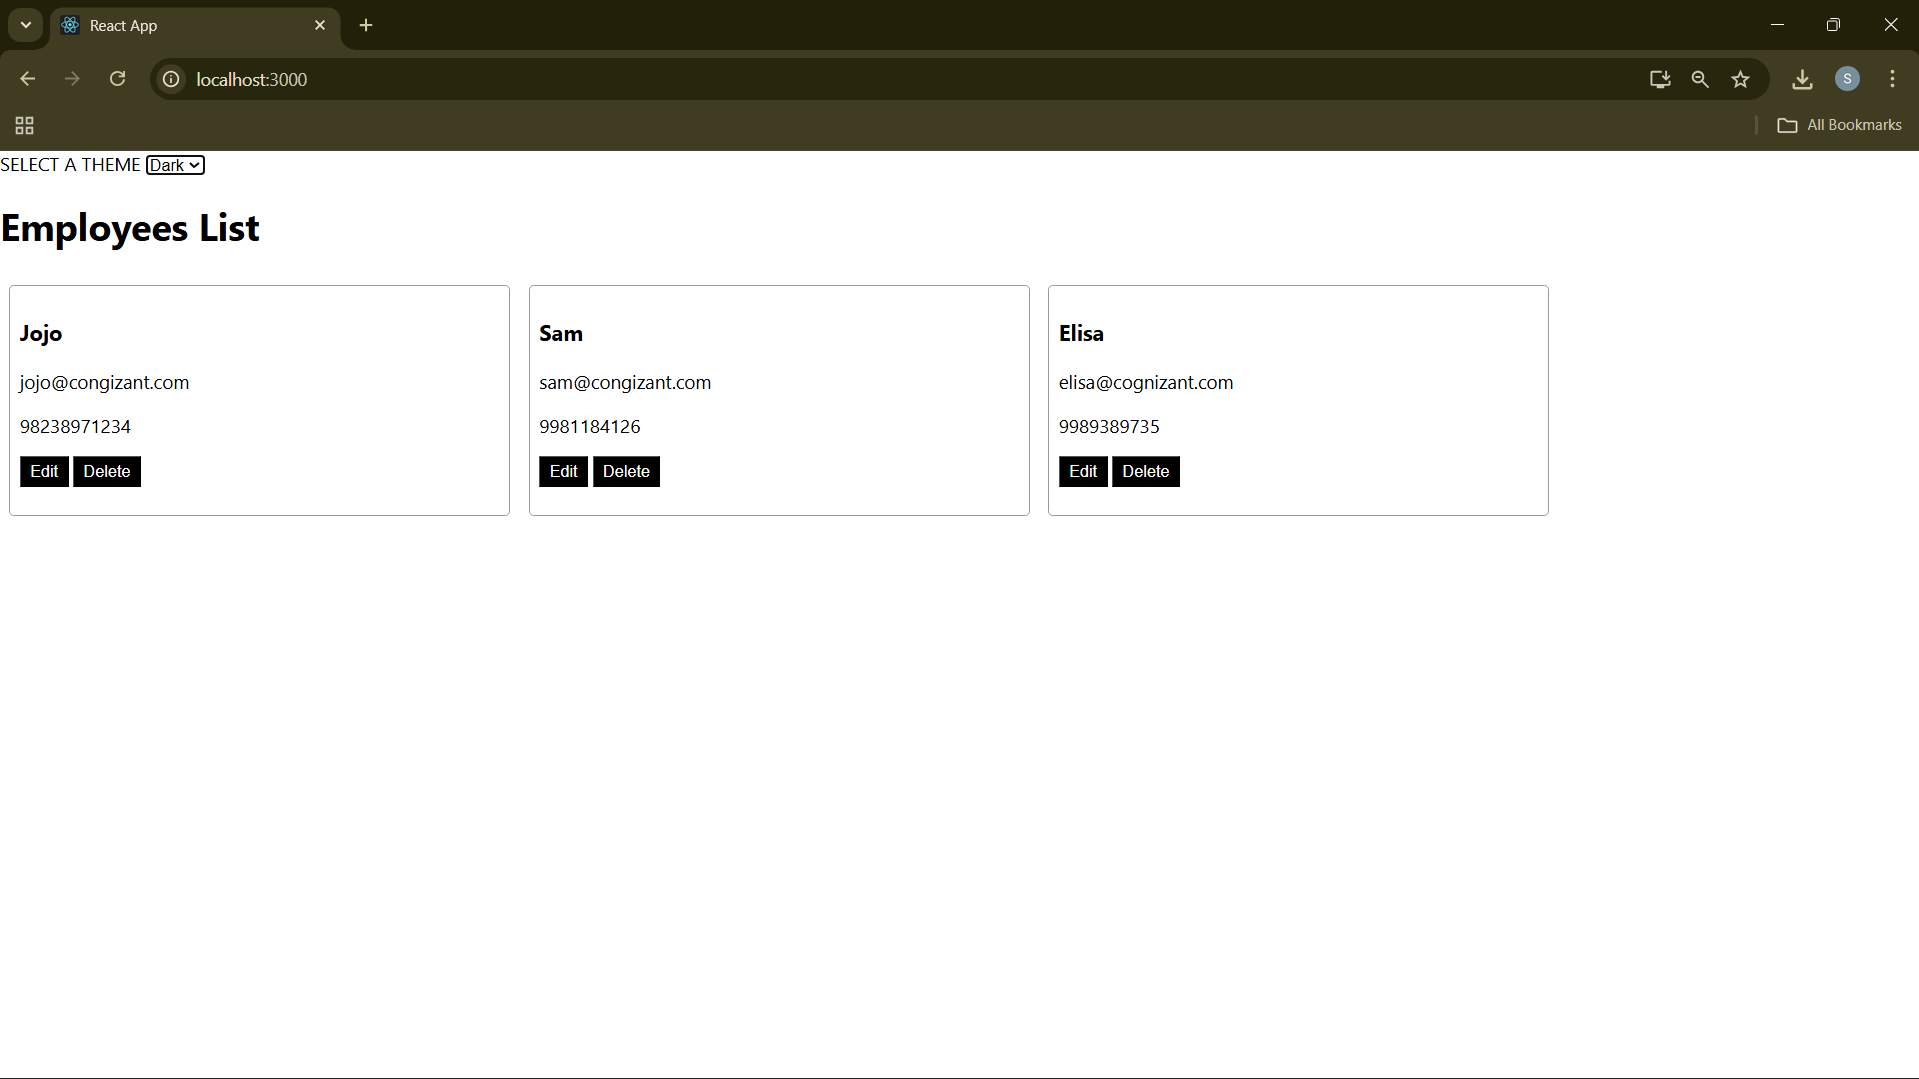 React App
localhost:3000
S
All Bookmarks
SELECT A THEME Dark
Employees List
Jojo
jojo@congizant.com
98238971234
Edit Delete
Sam
sam@congizant.com
9981184126
Edit Delete
Elisa
elisa@cognizant.com
9989389735
Edit Delete